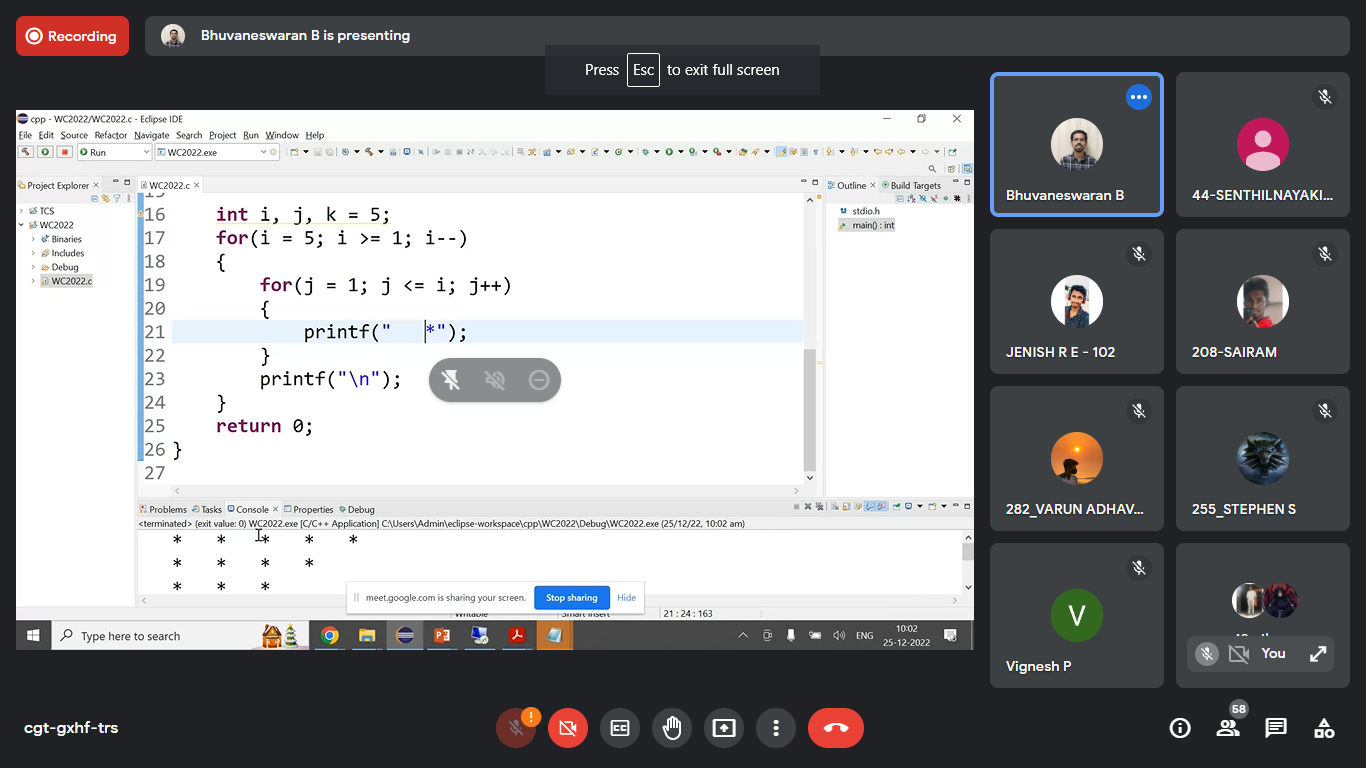 Recording
Bhuvaneswaran B is presenting
Press Esc to exit full screen
cpp - WC2022/WC2022.c - Eclipse IDE
File Edit Source Refactor Navigate Search Project Run Window Help
Run
WC2022.exe
Project Explorer
TCS
WC2022
Binaries
Includes
Debug
WC2022.c
WC2022.c
16 int i, j, k = 5;
17 for(i = 5; i >= 1; i--)
18 {
19 for(j = 1; j <= i; j++)
20 {
21 printf("   *");
22 }
23 printf("\n");
24 }
25 return 0;
26 }
27
Outline Build Targets
stdio.h
main() : int
Problems Tasks Console Properties Debug
<terminated> (exit value: 0) WC2022.exe [C/C++ Application] C:\Users\Admin\eclipse-workspace\cpp\WC2022\Debug\WC2022.exe (25/12/22, 10:02 am)
* * * * *
* * * *
* * *
meet.google.com is sharing your screen. Stop sharing Hide
Writable Smart Insert 21 : 24 : 163
Type here to search
ENG
10:02
25-12-2022
Bhuvaneswaran B
44-SENTHILNAYAKI...
JENISH R E - 102
208-SAIRAM
282_VARUN ADHAV...
255_STEPHEN S
V
Vignesh P
You
cgt-gxhf-trs
58